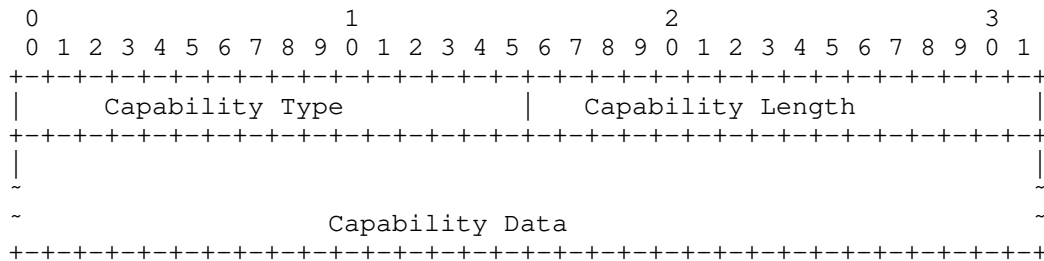 0                   1                   2                   3
 0 1 2 3 4 5 6 7 8 9 0 1 2 3 4 5 6 7 8 9 0 1 2 3 4 5 6 7 8 9 0 1
+-+-+-+-+-+-+-+-+-+-+-+-+-+-+-+-+-+-+-+-+-+-+-+-+-+-+-+-+-+-+-+-+
|     Capability Type           |   Capability Length           |
+-+-+-+-+-+-+-+-+-+-+-+-+-+-+-+-+-+-+-+-+-+-+-+-+-+-+-+-+-+-+-+-+
|                                                               |
~                                                               ~
~                   Capability Data                             ~
+-+-+-+-+-+-+-+-+-+-+-+-+-+-+-+-+-+-+-+-+-+-+-+-+-+-+-+-+-+-+-+-+